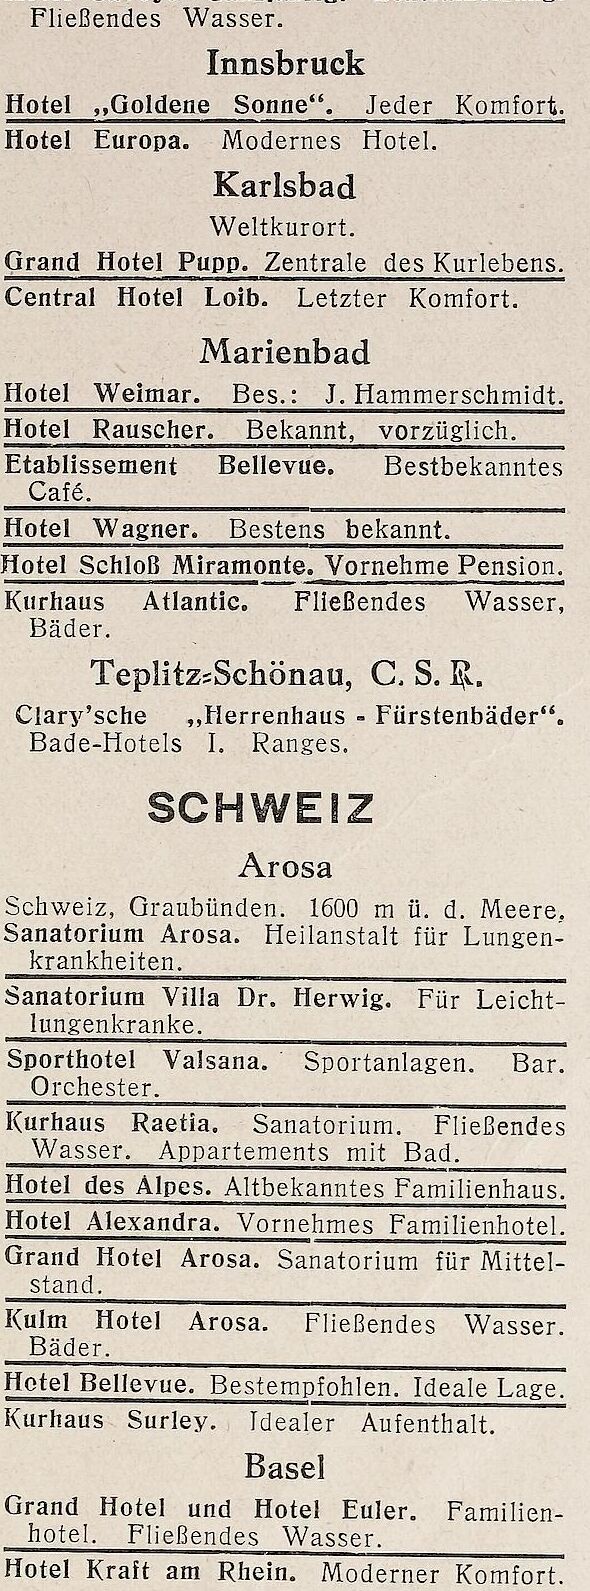 Fließendes Wasser.
Innsbruck
Hotel „Goldene Sonne“. Jeder Komfort.
Hotel Europa. Modernes Hotel.
Karlsbad
Weltkurort.
Grand Hotel Pupp. Zentrale des Kurlebens.
Central Hotel Loib. Letzter Komfort.
Marienbad
Hotel Weimar. Bes.: J. Hammerschmidt.
Hotel Rauscher. Bekannt, vorzüglich.
Etablissement Bellevue. Bestbekanntes
Café.
Hotel Wagner. Bestens bekannt.
Hotel Schloß Miramonte. Vornehme Pension.
Kurhaus Atlantic. Fließendes Wasser,
Bäder.
Teplitz-Schönau, C. S. R.
Clary'sche „Herrenhaus - Fürstenbäder“.
Bade-Hotels I. Ranges.
SCHWEIZ
Arosa
Schweiz, Graubünden. 1600 m ü. d. Meere.
Sanatorium Arosa. Heilanstalt für Lungen-
krankheiten.
Sanatorium Villa Dr. Herwig. Für Leicht-
lungenkranke.
Sporthotel Valsana. Sportanlagen. Bar.
Orchester.
Kurhaus Raetia. Sanatorium. Fließendes
Wasser. Appartements mit Bad.
Hotel des Alpes. Altbekanntes Familienhaus.
Hotel Alexandra. Vornehmes Familienhotel.
Grand Hotel Arosa. Sanatorium für Mittel-
stand.
Kulm Hotel Arosa. Fließendes Wasser.
Bäder.
Hotel Bellevue. Bestempfohlen. Ideale Lage.
Kurhaus Surley. Idealer Aufenthalt.
Basel
Grand Hotel und Hotel Euler. Familien-
hotel. Fließendes Wasser.
Hotel Kraft am Rhein. Moderner Komfort.